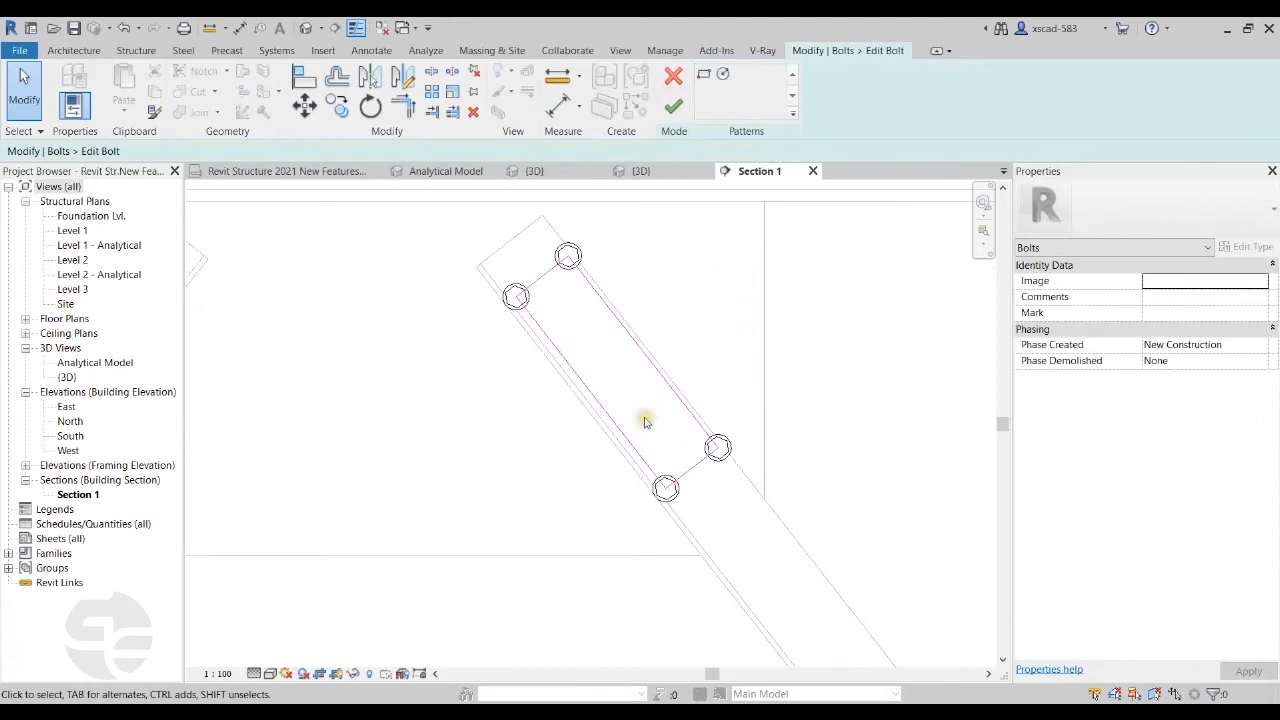 xscad-583
File Architecture Structure Steel Precast Systems Insert Annotate Analyze Massing & Site Collaborate View Manage Add-Ins V-Ray Modify | Bolts > Edit Bolt
Modify
Paste
Notch
Cut
Join
Select Properties Clipboard Geometry Modify View Measure Create Mode Patterns
Modify | Bolts > Edit Bolt
Project Browser - Revit Str.New Fea...
Revit Structure 2021 New Features...
Analytical Model
{3D}
{3D}
Section 1
Properties
Views (all)
Structural Plans
Foundation Lvl.
Level 1
Level 1 - Analytical
Level 2
Level 2 - Analytical
Level 3
Site
Floor Plans
Ceiling Plans
3D Views
Analytical Model
{3D}
Elevations (Building Elevation)
East
North
South
West
Elevations (Framing Elevation)
Sections (Building Section)
Section 1
Legends
Schedules/Quantities (all)
Sheets (all)
Families
Groups
Revit Links
Bolts
Edit Type
Identity Data
Image
Comments
Mark
Phasing
Phase Created New Construction
Phase Demolished None
Properties help
Apply
1 : 100
Click to select, TAB for alternates, CTRL adds, SHIFT unselects.
:0
Main Model
:0